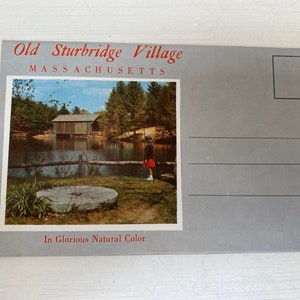 Old Sturbridge Village
MASSACHUSETTS
In Glorious Natural Color